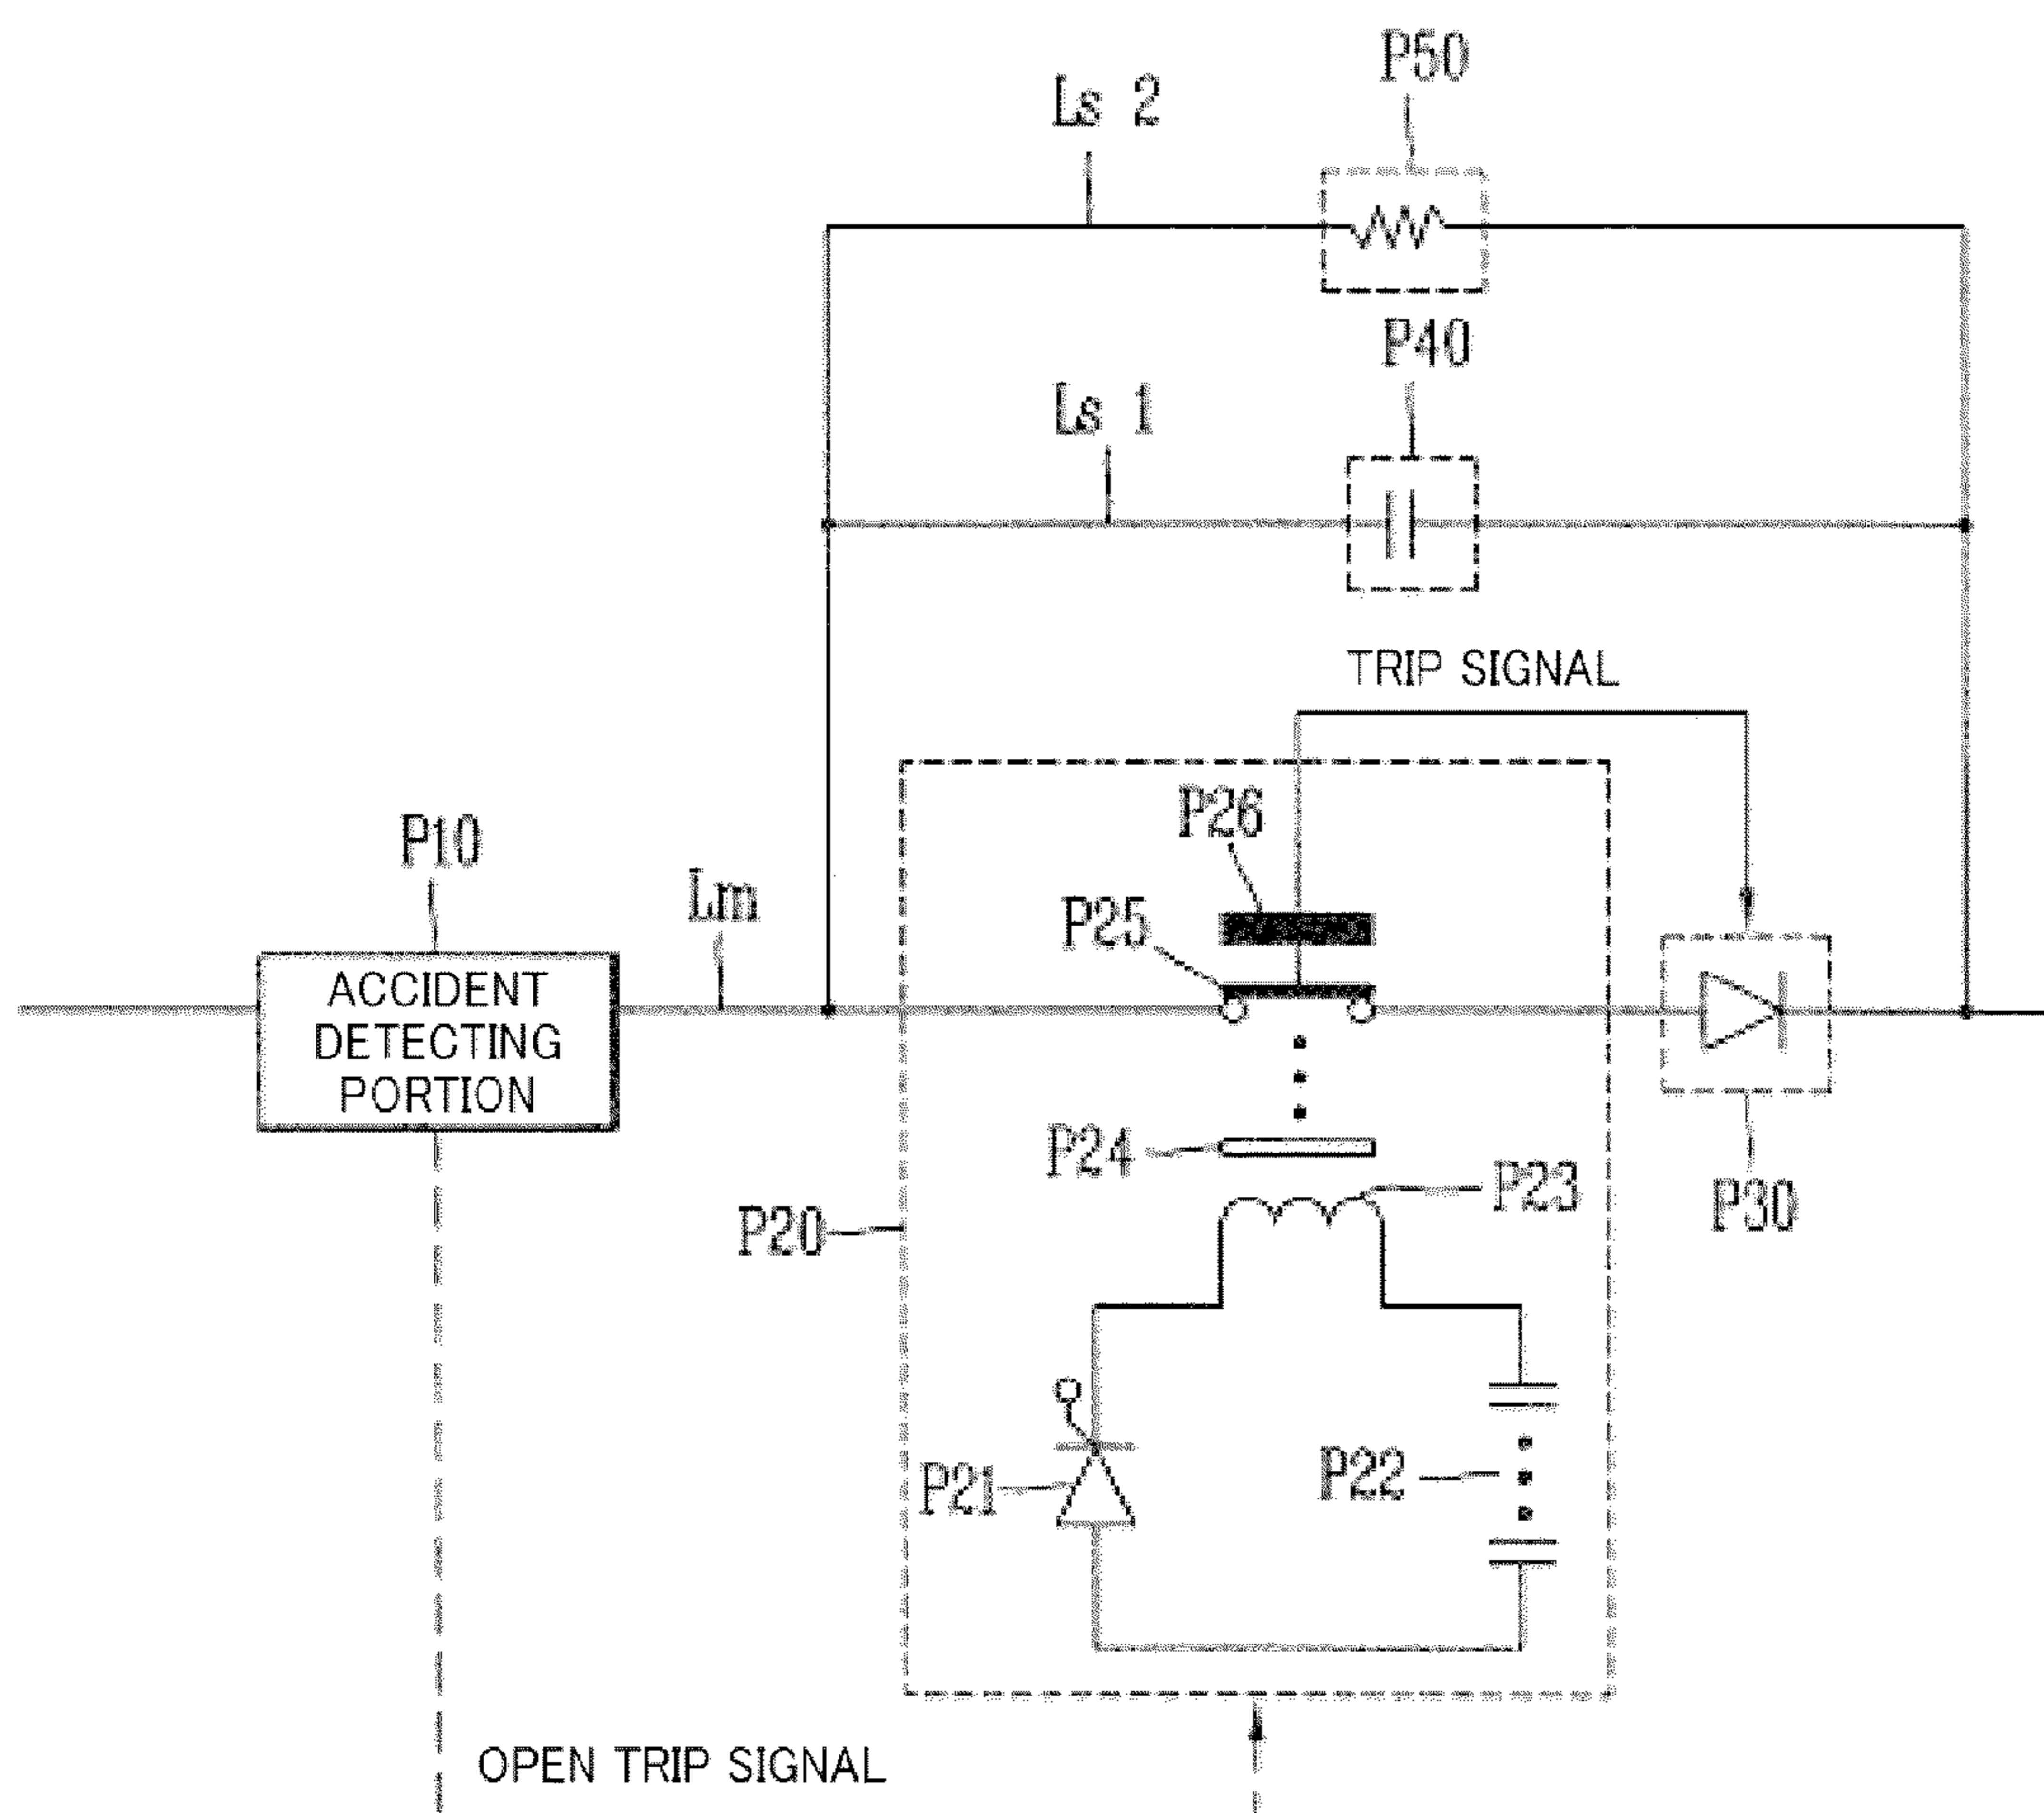 P50
Ls 2
P40
Ls 1
TRIP SIGNAL
P26
P10
Lm
P25
ACCIDENT
DETECTING
PORTION
P24
P23
P20
P30
P21
P22
OPEN TRIP SIGNAL